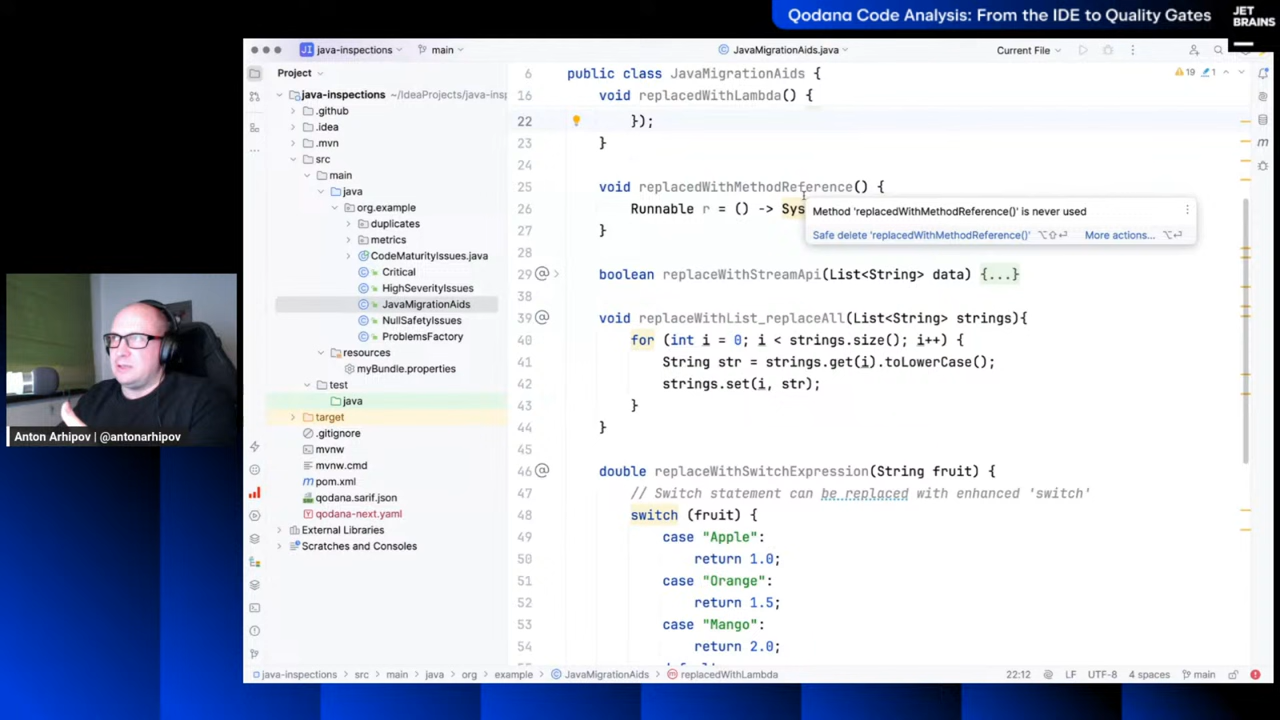 Qodana Code Analysis: From the IDE to Quality Gates
JET
BRAINS
JI java-inspections
main
JavaMigrationAids.java
Current File
Project
java-inspections ~/IdeaProjects/java-insp
.github
.idea
.mvn
src
main
java
org.example
duplicates
metrics
CodeMaturityIssues.java
Critical
HighSeverityIssues
JavaMigrationAids
NullSafetyIssues
ProblemsFactory
resources
myBundle.properties
test
java
target
.gitignore
mvnw
mvnw.cmd
pom.xml
qodana.sarif.json
qodana-next.yaml
External Libraries
Scratches and Consoles
19 1
6 public class JavaMigrationAids {
16 void replacedWithLambda() {
22 });
23 }
24
25 void replacedWithMethodReference() {
26 Runnable r = () -> Sys
27 }
28
29 boolean replaceWithStreamApi(List<String> data) {...}
38
39 void replaceWithList_replaceAll(List<String> strings){
40 for (int i = 0; i < strings.size(); i++) {
41 String str = strings.get(i).toLowerCase();
42 strings.set(i, str);
43 }
44 }
45
46 double replaceWithSwitchExpression(String fruit) {
47 // Switch statement can be replaced with enhanced 'switch'
48 switch (fruit) {
49 case "Apple":
50 return 1.0;
51 case "Orange":
52 return 1.5;
53 case "Mango":
54 return 2.0;
Method 'replacedWithMethodReference()' is never used
Safe delete 'replacedWithMethodReference()' ⌥⇧⏎ More actions... ⌥⏎
Anton Arhipov | @antonarhipov
java-inspections > src > main > java > org > example > JavaMigrationAids > replacedWithLambda
22:12 LF UTF-8 4 spaces main